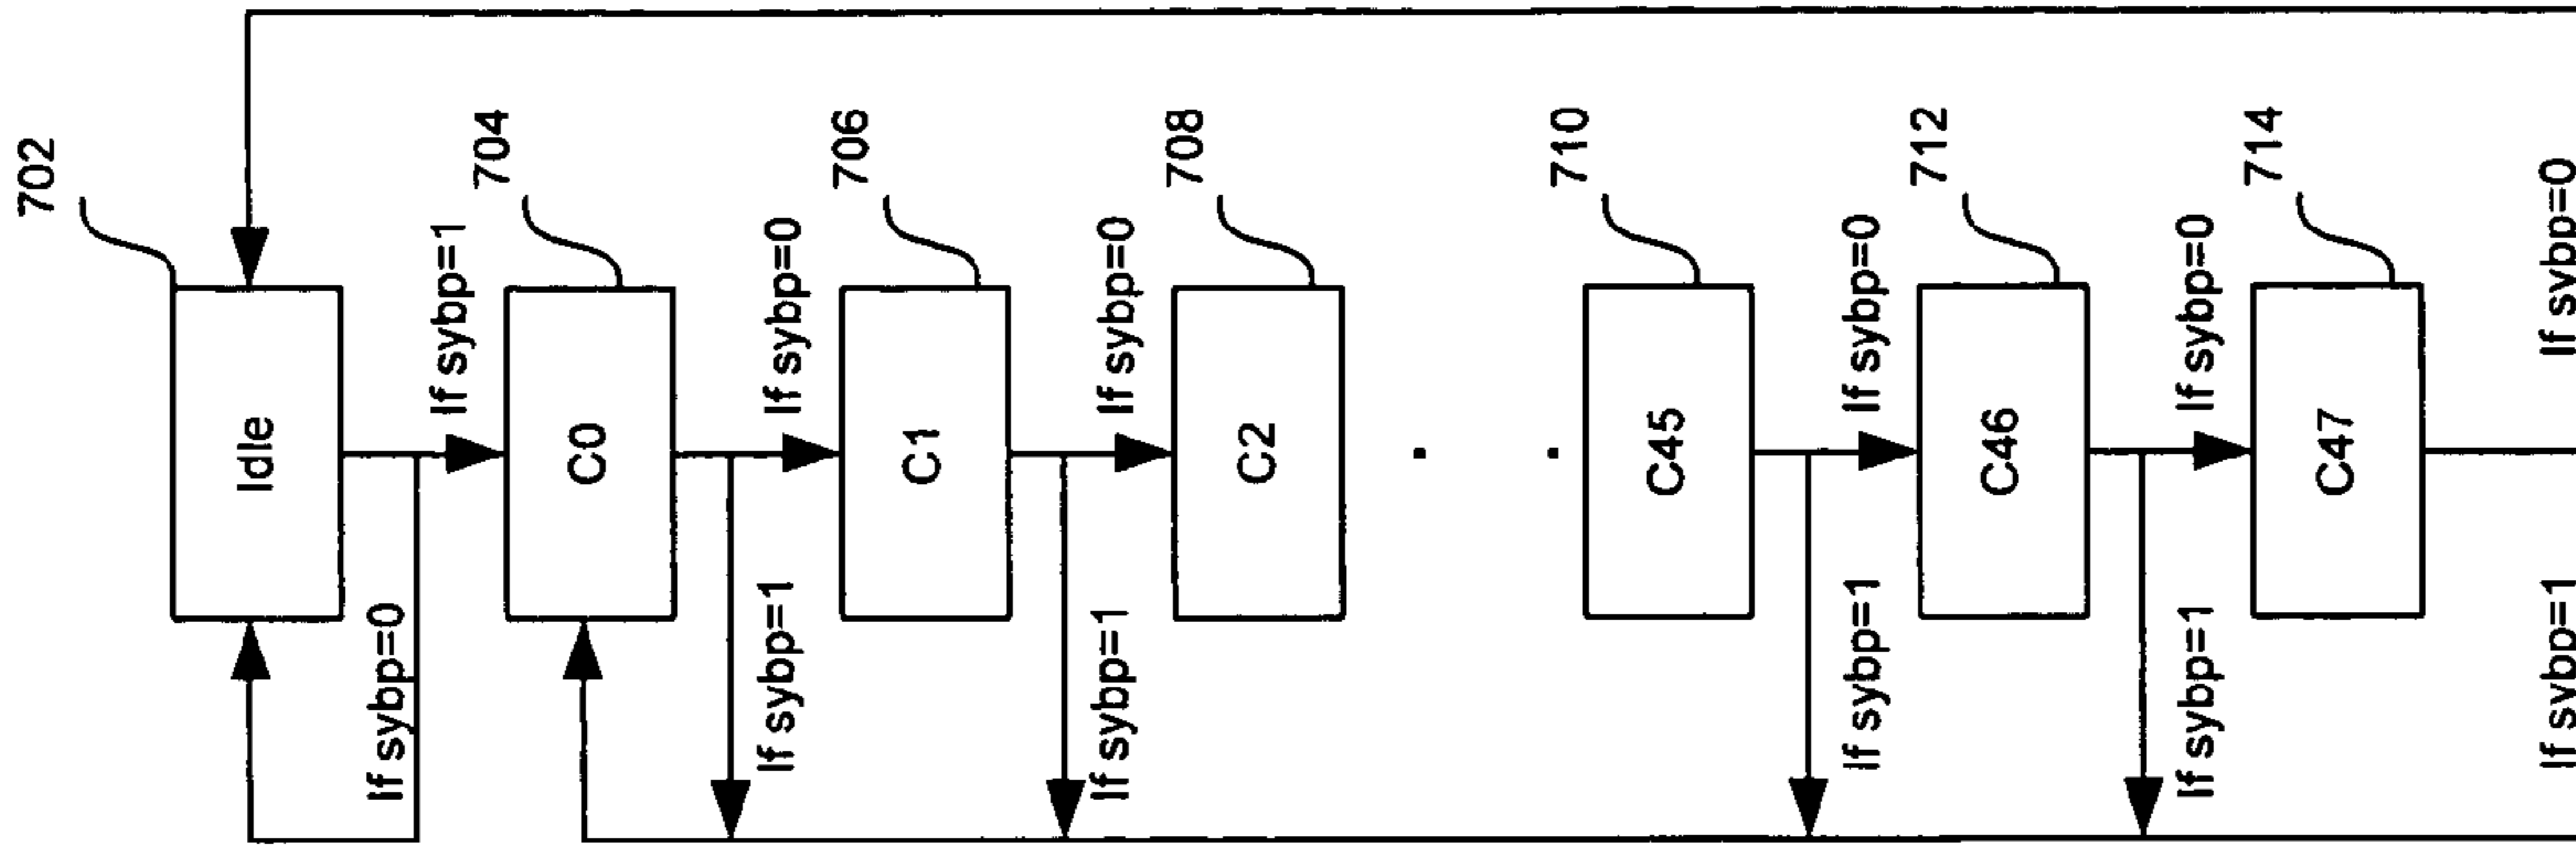 702
Idle
If sybp=0
If sybp=1
704
C0
If sybp=1
If sybp=0
706
C1
If sybp=1
If sybp=0
708
C2
. .
710
C45
If sybp=1
If sybp=0
712
C46
If sybp=1
If sybp=0
714
C47
If sybp=1
If sybp=0